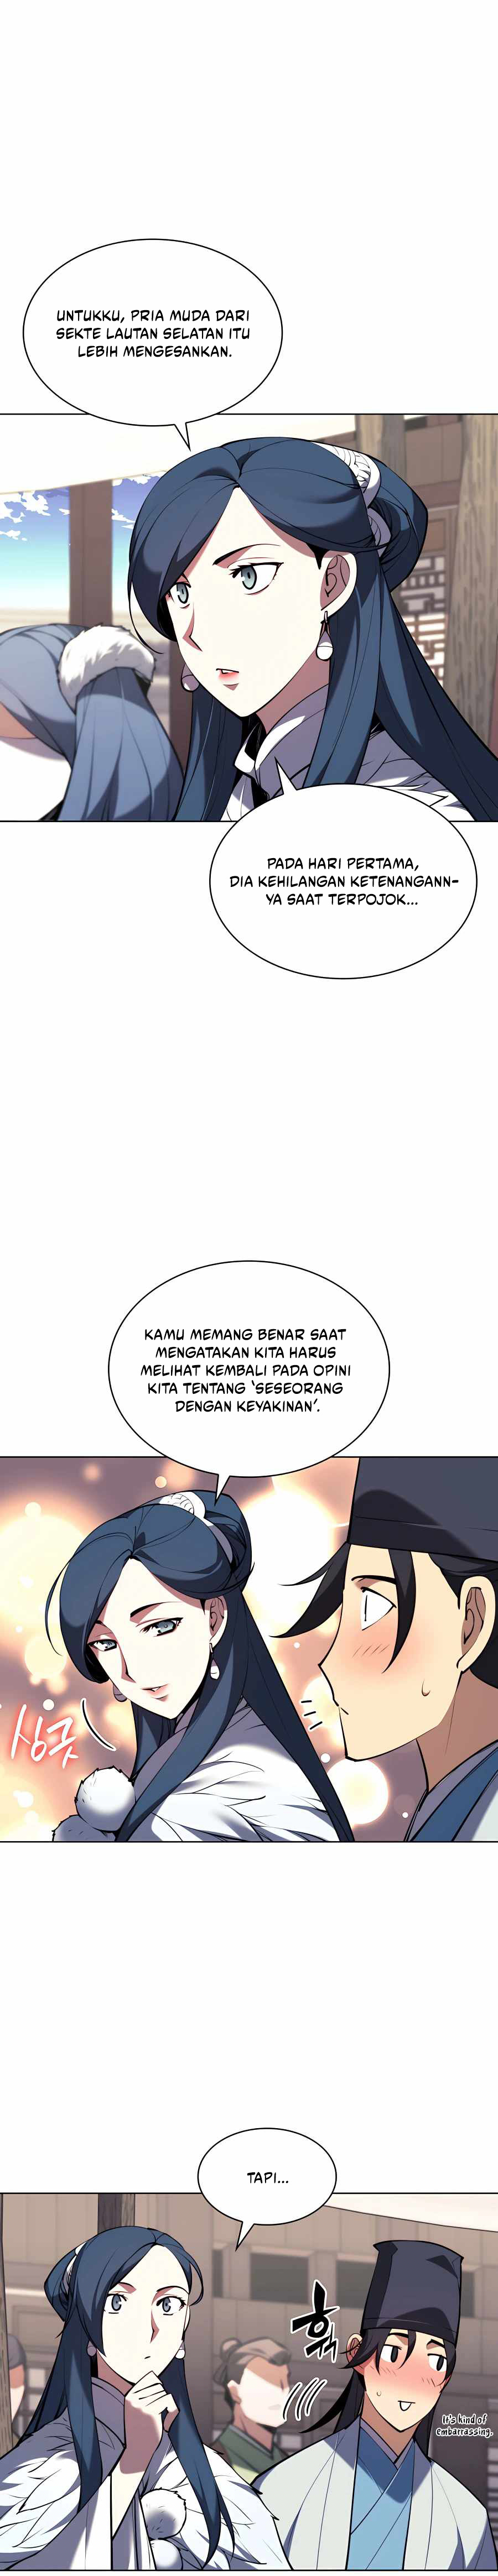 UNTUKKU, PRIA MUDA DARI
SEKTE LAUTAN SELATAN ITU
LEBIH MENGESANKAN.
PADA HARI PERTAMA,
DIA KEHILANGAN KETENANGANN-
YA SAAT TERPOJOK...
KAMU MEMANG BENAR SAAT
MENGATAKAN KITA HARUS
MELIHAT KEMBALI PADA OPINI
KITA TENTANG ‘SESEORANG
DENGAN KEYAKINAN’.
싱긋
TAPI...
흠
It's kind of
embarrassing.